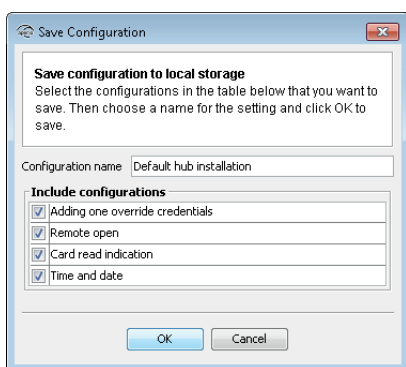 Save Configuration
Save configuration to local storage
Select the configurations in the table below that you want to
save. Then choose a name for the setting and click OK to
save.
Configuration name Default hub installation
Include configurations
Adding one override credentials
Remote open
Card read indication
Time and date
OK Cancel